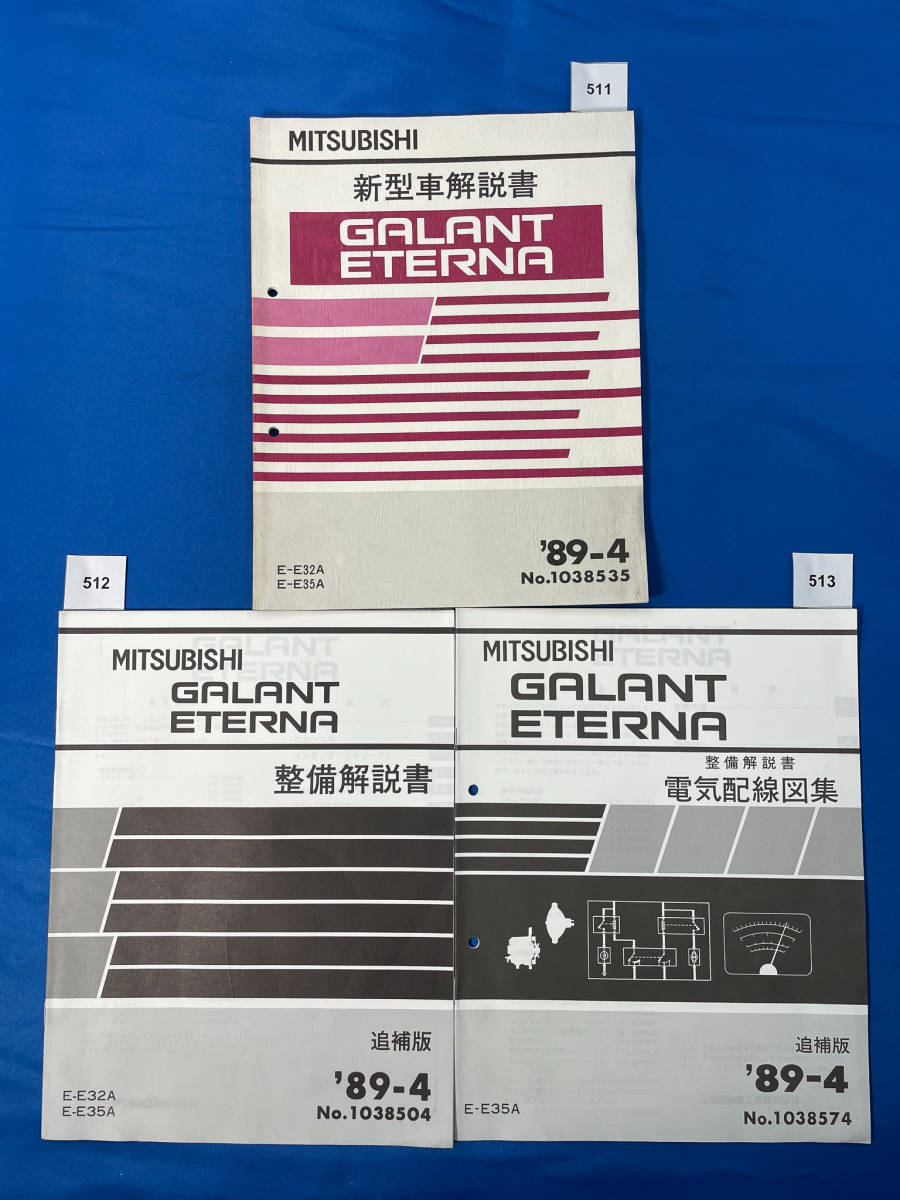 511
MITSUBISHI
新型車解説書
GALANT
ETERNA
E-E32A
E-E35A
'89-4
No.1038535
512
MITSUBISHI
GALANT
ETERNA
整備解説書
追補版
E-E32A
E-E35A
'89-4
No.1038504
513
MITSUBISHI
GALANT
ETERNA
整備解説書
電気配線図集
追補版
E-E35A
'89-4
No.1038574